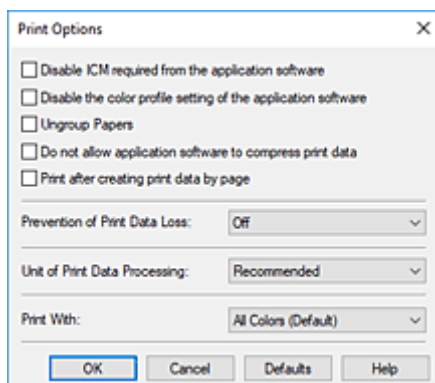 Print Options
Disable ICM required from the application software
Disable the color profile setting of the application software
Ungroup Papers
Do not allow application software to compress print data
Print after creating print data by page
Prevention of Print Data Loss: Off
Unit of Print Data Processing: Recommended
Print With: All Colors (Default)
OK Cancel Defaults Help